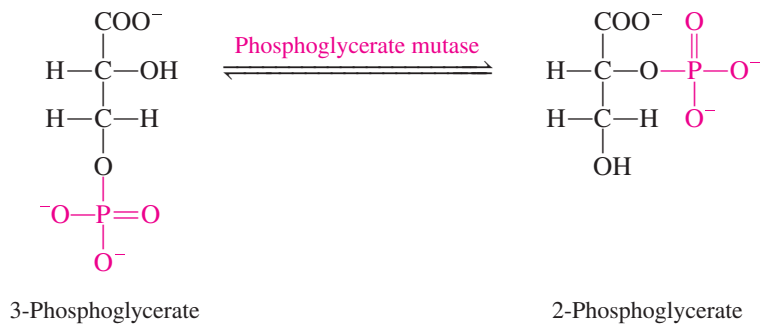 COO⁻
H—C—OH
H—C—H
O
⁻O—P=O
O⁻
3-Phosphoglycerate
Phosphoglycerate mutase
COO⁻ O
H—C—O—P—O⁻
H—C—H O⁻
OH
2-Phosphoglycerate